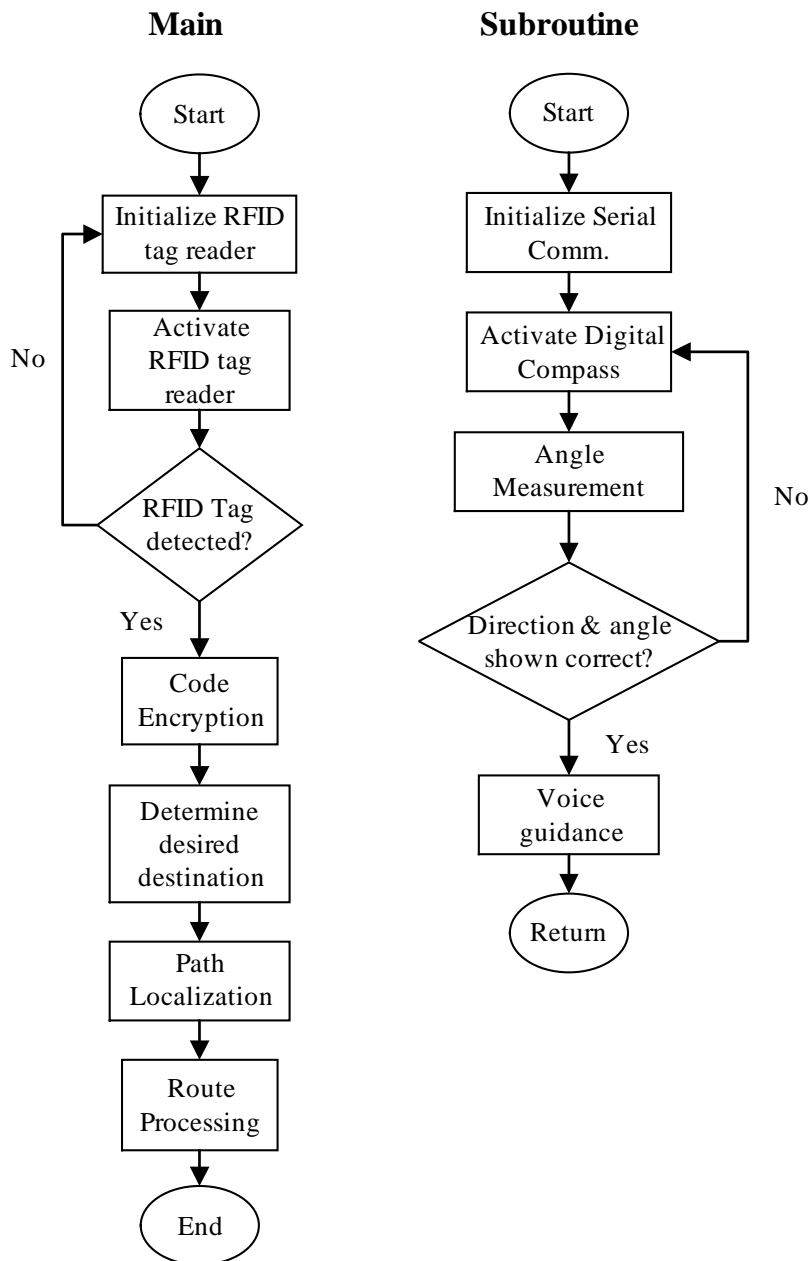 Main
Start
Initialize RFID
tag reader
Activate
RFID tag
reader
No
RFID Tag
detected?
Yes
Code
Encryption
Determine
desired
destination
Path
Localization
Route
Processing
End
Subroutine
Start
Initialize Serial
Comm.
Activate Digital
Compass
Angle
Measurement
No
Direction & angle
shown correct?
Yes
Voice
guidance
Return